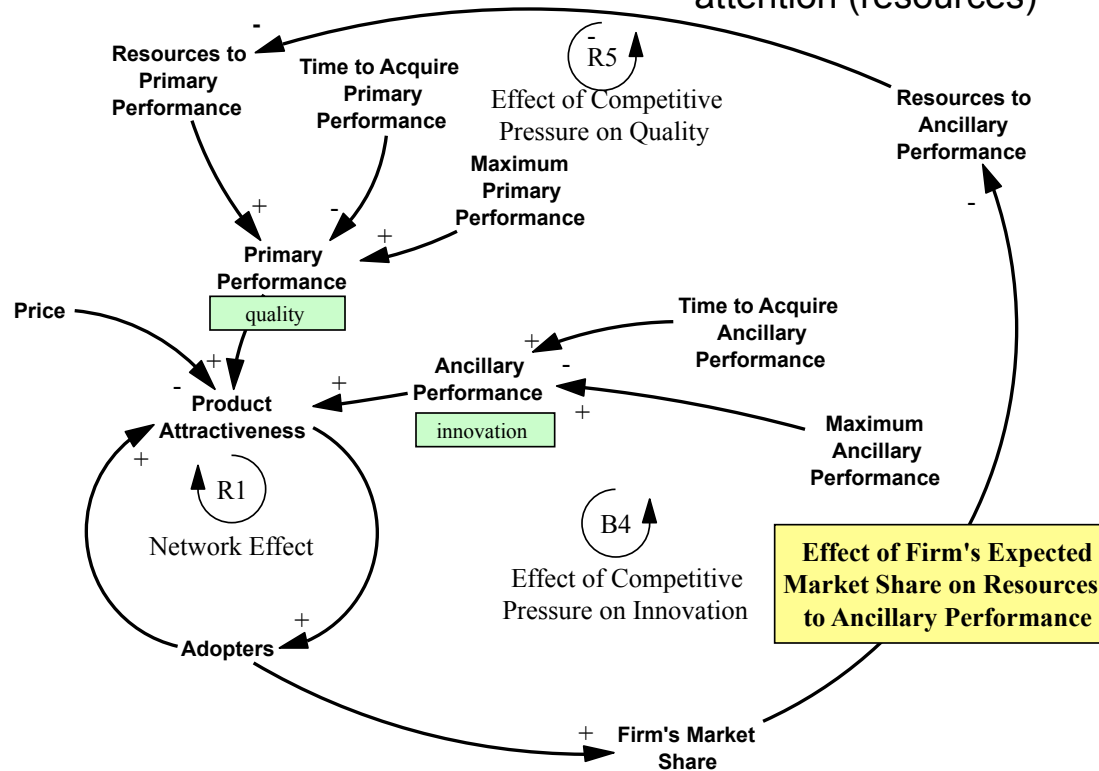 attention (resources)
-
Resources to
Primary
Performance
Time to Acquire
Primary
Performance
-
R5
Effect of Competitive
Pressure on Quality
Resources to
Ancillary
Performance
Maximum
Primary
Performance
-
+
-
+
Primary
Performance
quality
Price
Time to Acquire
Ancillary
Performance
+
-
+
Ancillary
Performance
+
-
+
innovation
Product
Attractiveness
Maximum
Ancillary
Performance
+
R1
Network Effect
B4
Effect of Competitive
Pressure on Innovation
Effect of Firm's Expected
Market Share on Resources
to Ancillary Performance
+
Adopters
+
Firm's Market
Share